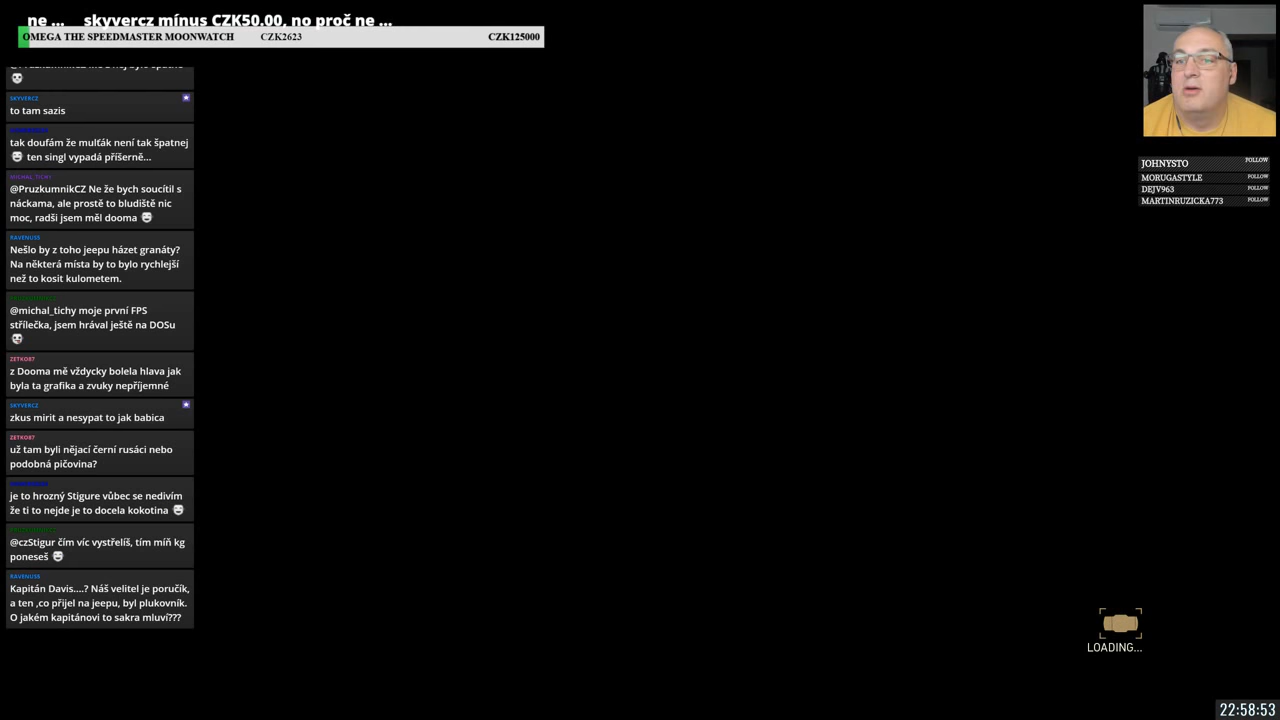 ne ...    skyvercz mínus CZK50.00, no proč ne ...
OMEGA THE SPEEDMASTER MOONWATCH CZK2623 CZK125000
SKYVERCZ
to tam sazis
tak doufám že mulťák není tak špatnej
ten singl vypadá příšerně...
MICHAL_TICHY
@PruzkumnikCZ Ne že bych soucítil s
náckama, ale prostě to bludiště nic
moc, radši jsem měl dooma
RAVENUSS
Nešlo by z toho jeepu házet granáty?
Na některá místa by to bylo rychlejší
než to kosit kulometem.
@michal_tichy moje první FPS
střílečka, jsem hrával ještě na DOSu
ZETKO87
z Dooma mě vždycky bolela hlava jak
byla ta grafika a zvuky nepříjemné
SKYVERCZ
zkus mirit a nesypat to jak babica
ZETKO87
už tam byli nějací černí rusáci nebo
podobná pičovina?
je to hrozný Stigure vůbec se nedivím
že ti to nejde je to docela kokotina
@czStigur čím víc vystřelíš, tím míň kg
poneseš
RAVENUSS
Kapitán Davis....? Náš velitel je poručík,
a ten ,co přijel na jeepu, byl plukovník.
O jakém kapitánovi to sakra mluví???
JOHNYSTO FOLLOW
MORUGASTYLE FOLLOW
DEJV963 FOLLOW
MARTINRUZICKA773 FOLLOW
LOADING...
22:58:53